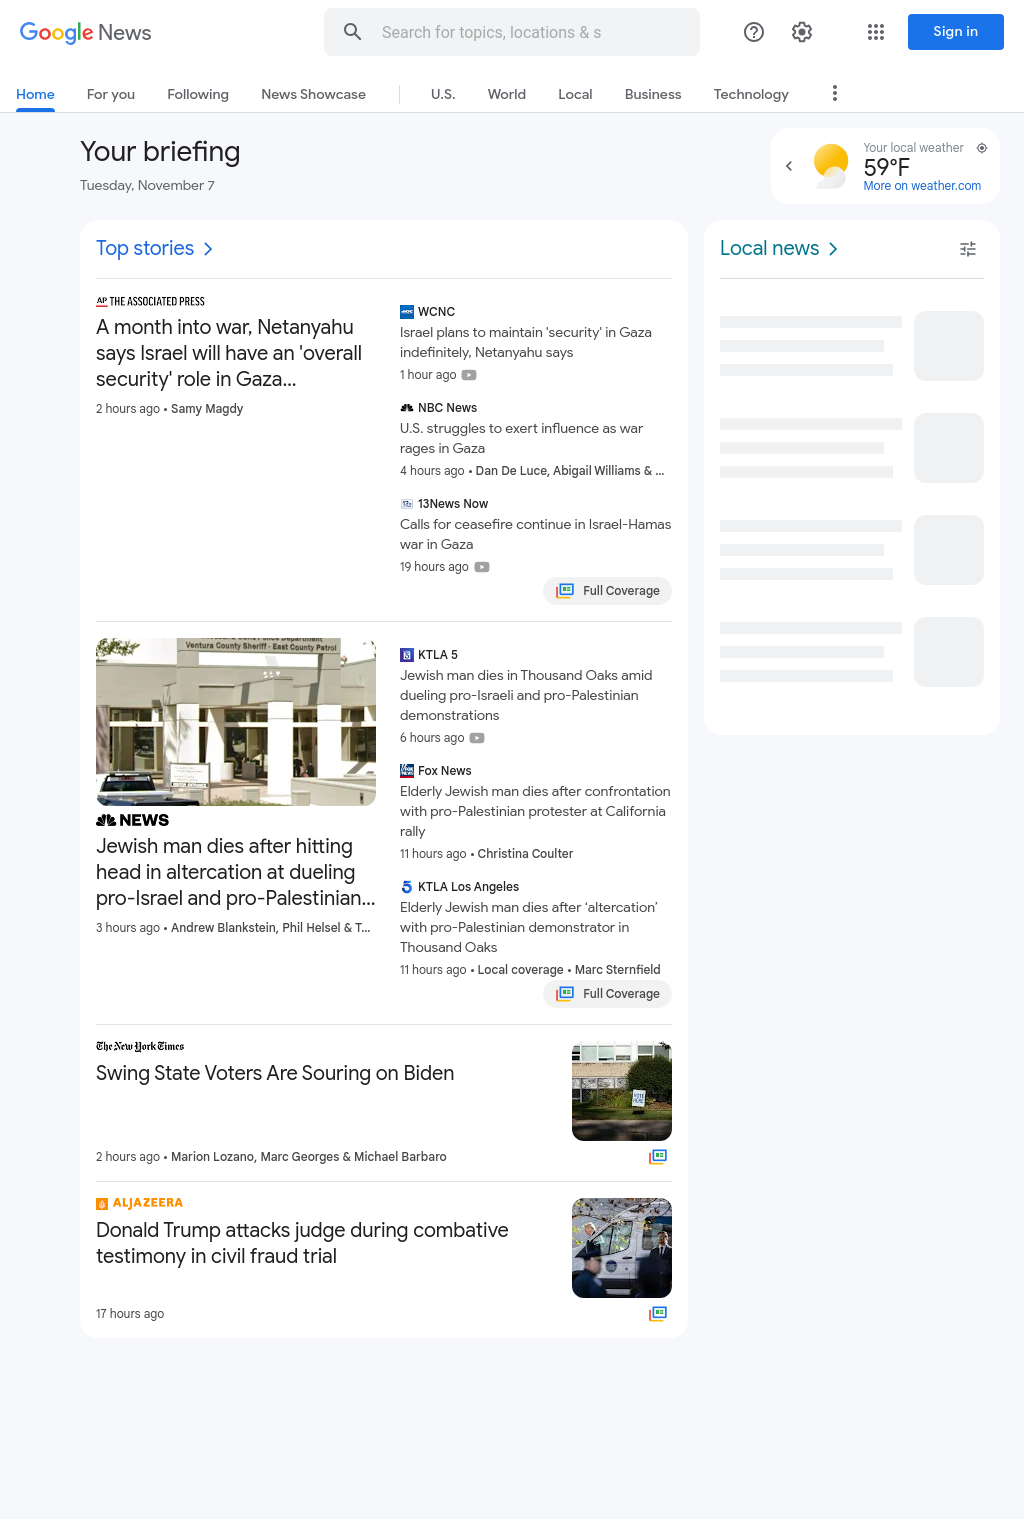 Google News
Search for topics, locations & s
Sign in
Home
For you
Following
News Showcase
U.S.
World
Local
Business
Technology
Your briefing
Tuesday, November 7
Your local weather
59°F
More on weather.com
Top stories
Local news
AP THE ASSOCIATED PRESS
A month into war, Netanyahu
says Israel will have an 'overall
security' role in Gaza...
2 hours ago • Samy Magdy
WCNC
Israel plans to maintain 'security' in Gaza
indefinitely, Netanyahu says
1 hour ago
NBC News
U.S. struggles to exert influence as war
rages in Gaza
4 hours ago • Dan De Luce, Abigail Williams & ...
13News Now
Calls for ceasefire continue in Israel-Hamas
war in Gaza
19 hours ago
Full Coverage
Ventura County Sheriff - East County Patrol
NEWS
Jewish man dies after hitting
head in altercation at dueling
pro-Israel and pro-Palestinian...
3 hours ago • Andrew Blankstein, Phil Helsel & T...
KTLA 5
Jewish man dies in Thousand Oaks amid
dueling pro-Israeli and pro-Palestinian
demonstrations
6 hours ago
Fox News
Elderly Jewish man dies after confrontation
with pro-Palestinian protester at California
rally
11 hours ago • Christina Coulter
KTLA Los Angeles
Elderly Jewish man dies after ‘altercation’
with pro-Palestinian demonstrator in
Thousand Oaks
11 hours ago • Local coverage • Marc Sternfield
Full Coverage
The New York Times
Swing State Voters Are Souring on Biden
VOTE
HERE
2 hours ago • Marion Lozano, Marc Georges & Michael Barbaro
ALJAZEERA
Donald Trump attacks judge during combative
testimony in civil fraud trial
17 hours ago